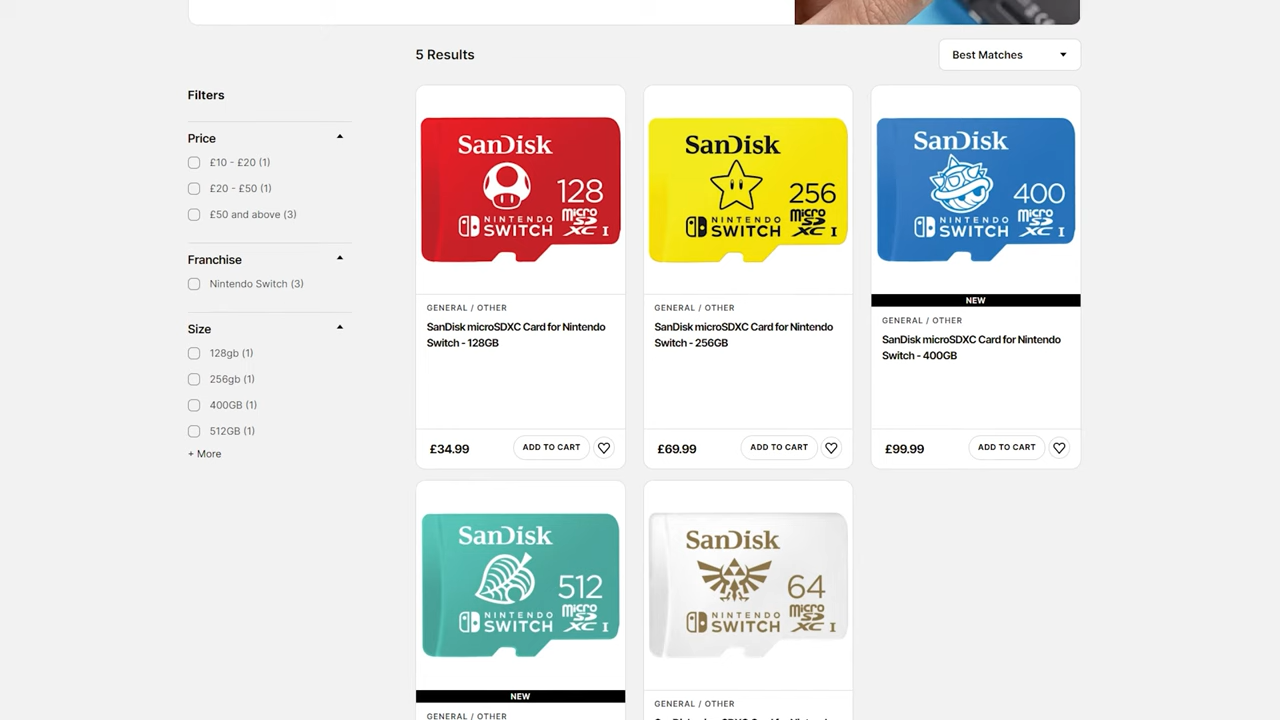 5 Results
Best Matches
Filters
Price
£10 - £20 (1)
£20 - £50 (1)
£50 and above (3)
Franchise
Nintendo Switch (3)
Size
128gb (1)
256gb (1)
400GB (1)
512GB (1)
+ More
SanDisk
128
NINTENDO
SWITCH
micro
SD
XC I
GENERAL / OTHER
SanDisk microSDXC Card for Nintendo
Switch - 128GB
£34.99
ADD TO CART
SanDisk
256
NINTENDO
SWITCH
micro
SD
XC I
GENERAL / OTHER
SanDisk microSDXC Card for Nintendo
Switch - 256GB
£69.99
ADD TO CART
SanDisk
400
NINTENDO
SWITCH
micro
SD
XC I
NEW
GENERAL / OTHER
SanDisk microSDXC Card for Nintendo
Switch - 400GB
£99.99
ADD TO CART
SanDisk
512
NINTENDO
SWITCH
micro
SD
XC I
NEW
GENERAL / OTHER
SanDisk
64
NINTENDO
SWITCH
micro
SD
XC I
GENERAL / OTHER